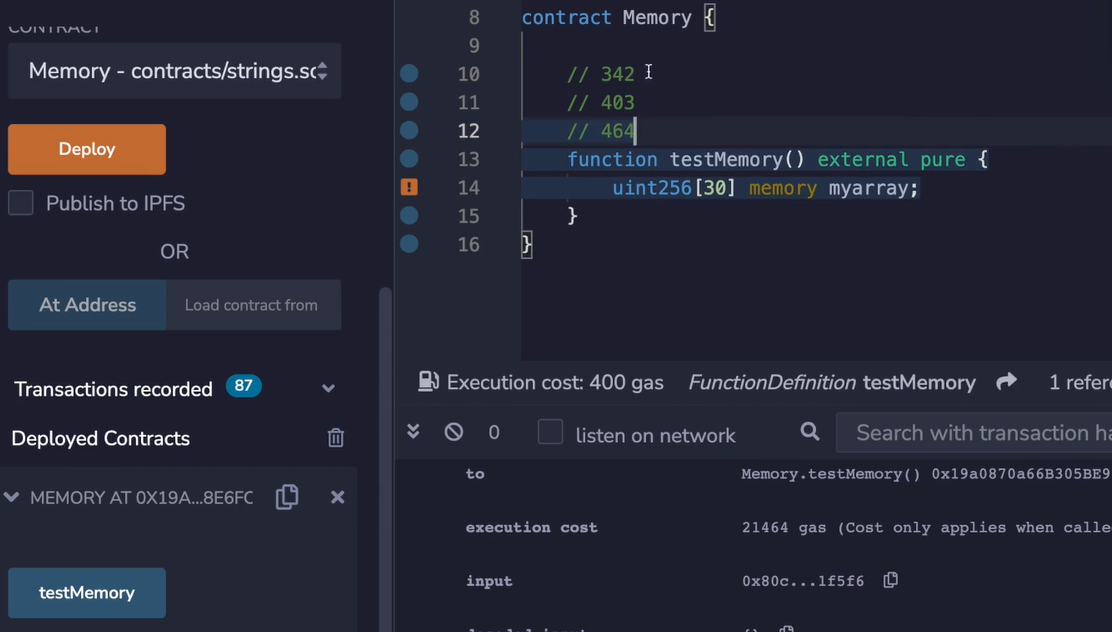 CONTRACT
Memory - contracts/strings.sc
Deploy
Publish to IPFS
OR
At Address
Load contract from
Transactions recorded 87
Deployed Contracts
MEMORY AT 0X19A...8E6FC
testMemory
8 contract Memory {
9
10 // 342
11 // 403
12 // 464
13 function testMemory() external pure {
14 uint256[30] memory myarray;
15 }
16 }
Execution cost: 400 gas FunctionDefinition testMemory 1 refere
0 listen on network Search with transaction ha
to Memory.testMemory() 0x19a0870a66B305BE9
execution cost 21464 gas (Cost only applies when calle
input 0x80c...1f5f6